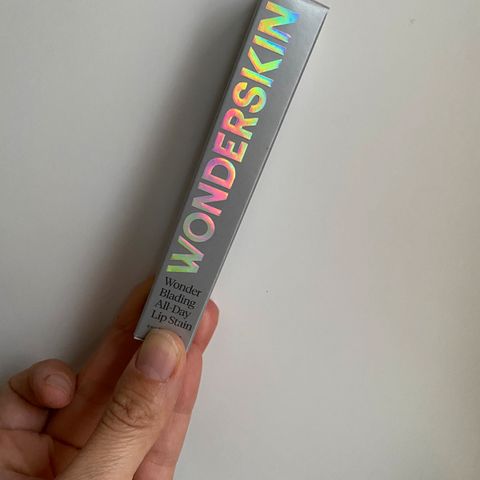 WONDERSKIN
Wonder
Blading
All-Day
Lip Stain